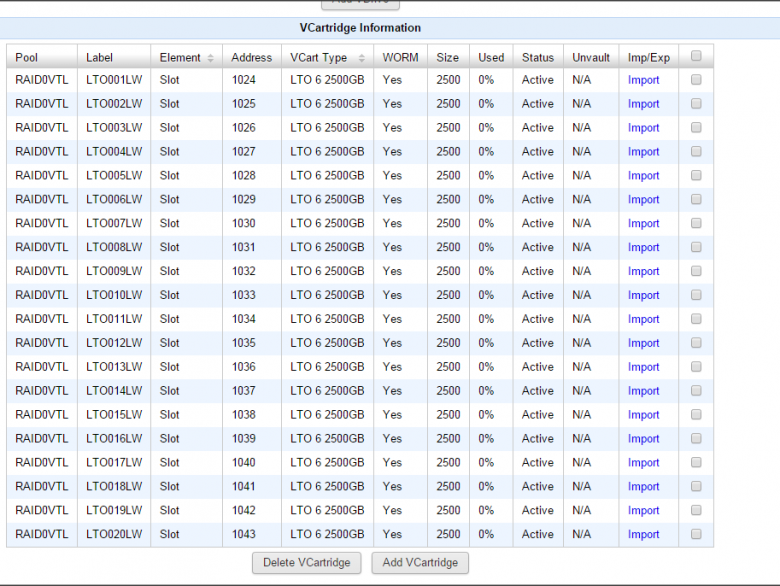 VCartridge Information
Pool Label Element Address VCart Type WORM Size Used Status Unvault Imp/Exp
RAID0VTL LTO001LW Slot 1024 LTO 6 2500GB Yes 2500 0% Active N/A Import
RAID0VTL LTO002LW Slot 1025 LTO 6 2500GB Yes 2500 0% Active N/A Import
RAID0VTL LTO003LW Slot 1026 LTO 6 2500GB Yes 2500 0% Active N/A Import
RAID0VTL LTO004LW Slot 1027 LTO 6 2500GB Yes 2500 0% Active N/A Import
RAID0VTL LTO005LW Slot 1028 LTO 6 2500GB Yes 2500 0% Active N/A Import
RAID0VTL LTO006LW Slot 1029 LTO 6 2500GB Yes 2500 0% Active N/A Import
RAID0VTL LTO007LW Slot 1030 LTO 6 2500GB Yes 2500 0% Active N/A Import
RAID0VTL LTO008LW Slot 1031 LTO 6 2500GB Yes 2500 0% Active N/A Import
RAID0VTL LTO009LW Slot 1032 LTO 6 2500GB Yes 2500 0% Active N/A Import
RAID0VTL LTO010LW Slot 1033 LTO 6 2500GB Yes 2500 0% Active N/A Import
RAID0VTL LTO011LW Slot 1034 LTO 6 2500GB Yes 2500 0% Active N/A Import
RAID0VTL LTO012LW Slot 1035 LTO 6 2500GB Yes 2500 0% Active N/A Import
RAID0VTL LTO013LW Slot 1036 LTO 6 2500GB Yes 2500 0% Active N/A Import
RAID0VTL LTO014LW Slot 1037 LTO 6 2500GB Yes 2500 0% Active N/A Import
RAID0VTL LTO015LW Slot 1038 LTO 6 2500GB Yes 2500 0% Active N/A Import
RAID0VTL LTO016LW Slot 1039 LTO 6 2500GB Yes 2500 0% Active N/A Import
RAID0VTL LTO017LW Slot 1040 LTO 6 2500GB Yes 2500 0% Active N/A Import
RAID0VTL LTO018LW Slot 1041 LTO 6 2500GB Yes 2500 0% Active N/A Import
RAID0VTL LTO019LW Slot 1042 LTO 6 2500GB Yes 2500 0% Active N/A Import
RAID0VTL LTO020LW Slot 1043 LTO 6 2500GB Yes 2500 0% Active N/A Import
Delete VCartridge Add VCartridge